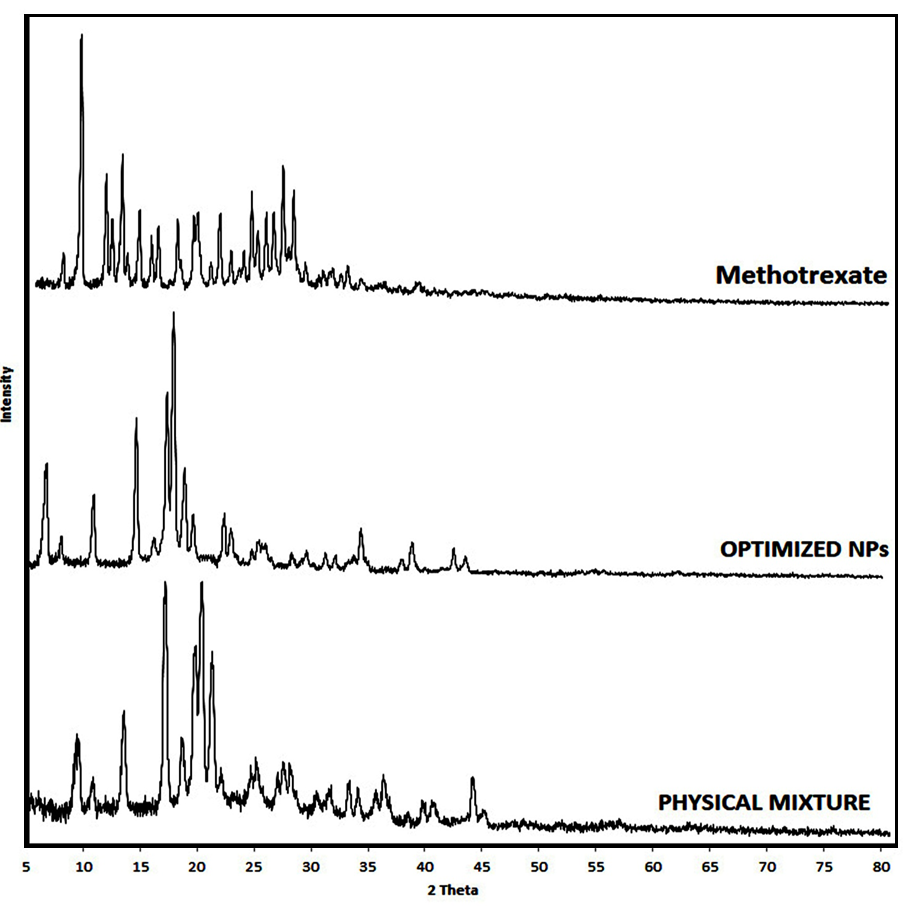 Methotrexate
Intensity
OPTIMIZED NPs
PHYSICAL MIXTURE
5 10 15 20 25 30 35 40 45 50 55 60 65 70 75 80
2 Theta